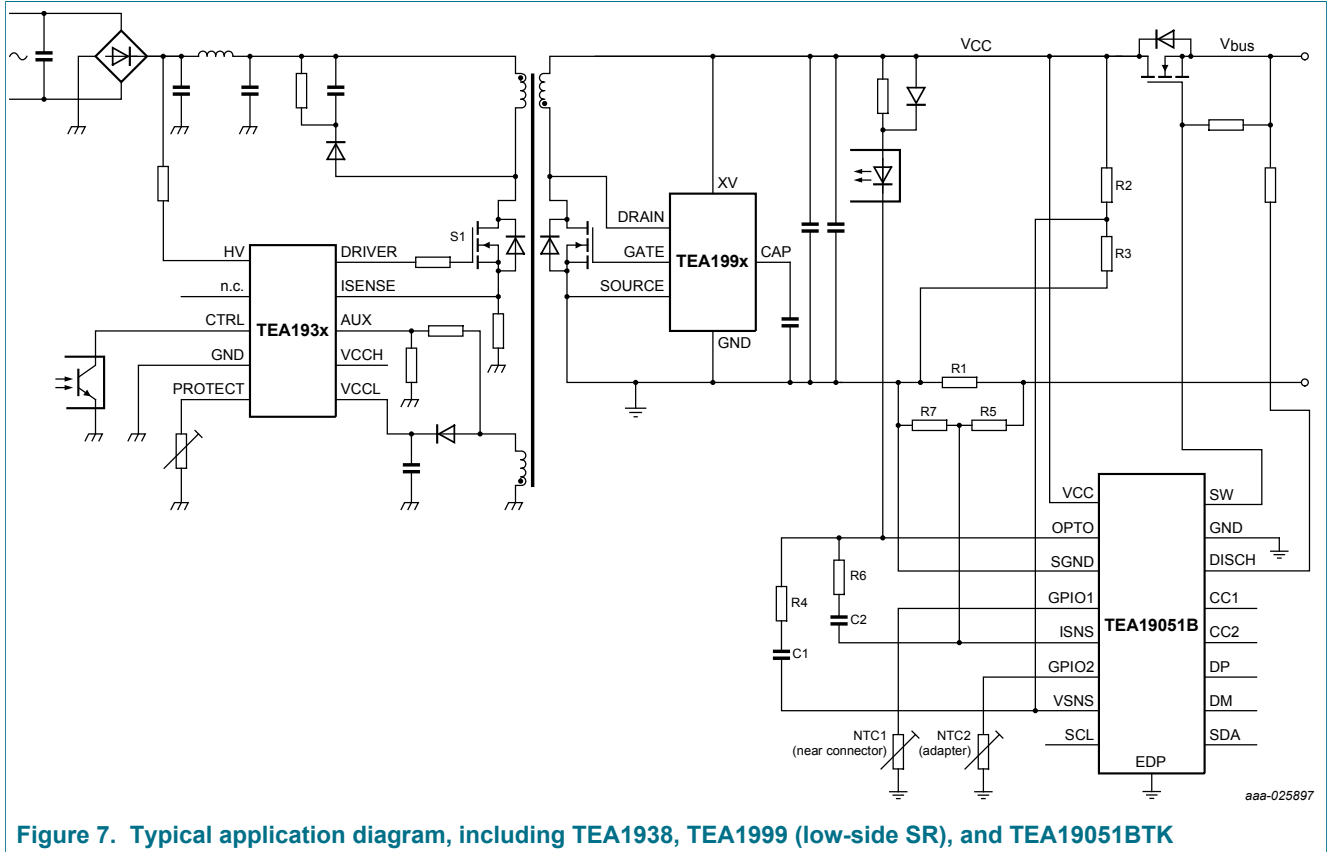 VCC
Vbus
XV
DRAIN
GATE
SOURCE
TEA199x
CAP
GND
S1
HV
n.c.
CTRL
GND
PROTECT
TEA193x
DRIVER
ISENSE
AUX
VCCH
VCCL
R2
R3
R1
R7
R5
R4
C1
R6
C2
VCC
OPTO
SGND
GPIO1
ISNS
GPIO2
VSNS
SCL
TEA19051B
SW
GND
DISCH
CC1
CC2
DP
DM
SDA
EDP
NTC1
(near connector)
NTC2
(adapter)
aaa-025897
Figure 7. Typical application diagram, including TEA1938, TEA1999 (low-side SR), and TEA19051BTK